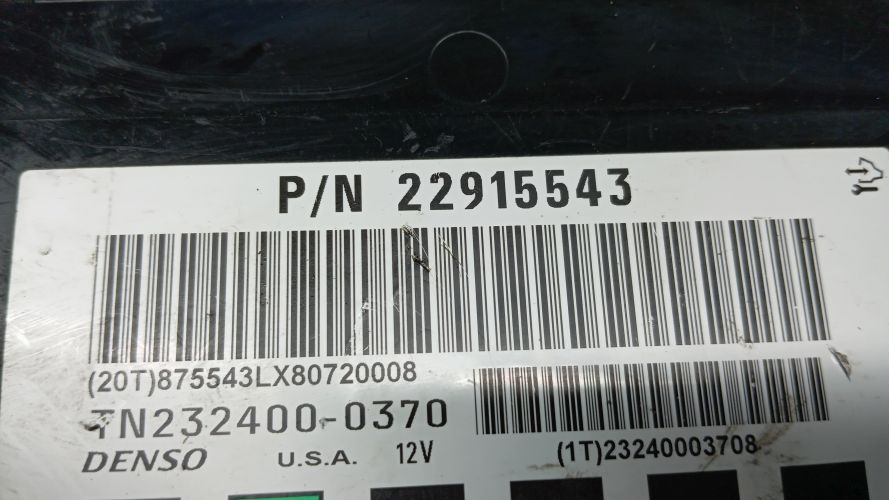 P/N 22915543
(20T)875543LX80720008
TN232400-0370
DENSO U.S.A. 12V (1T)23240003708